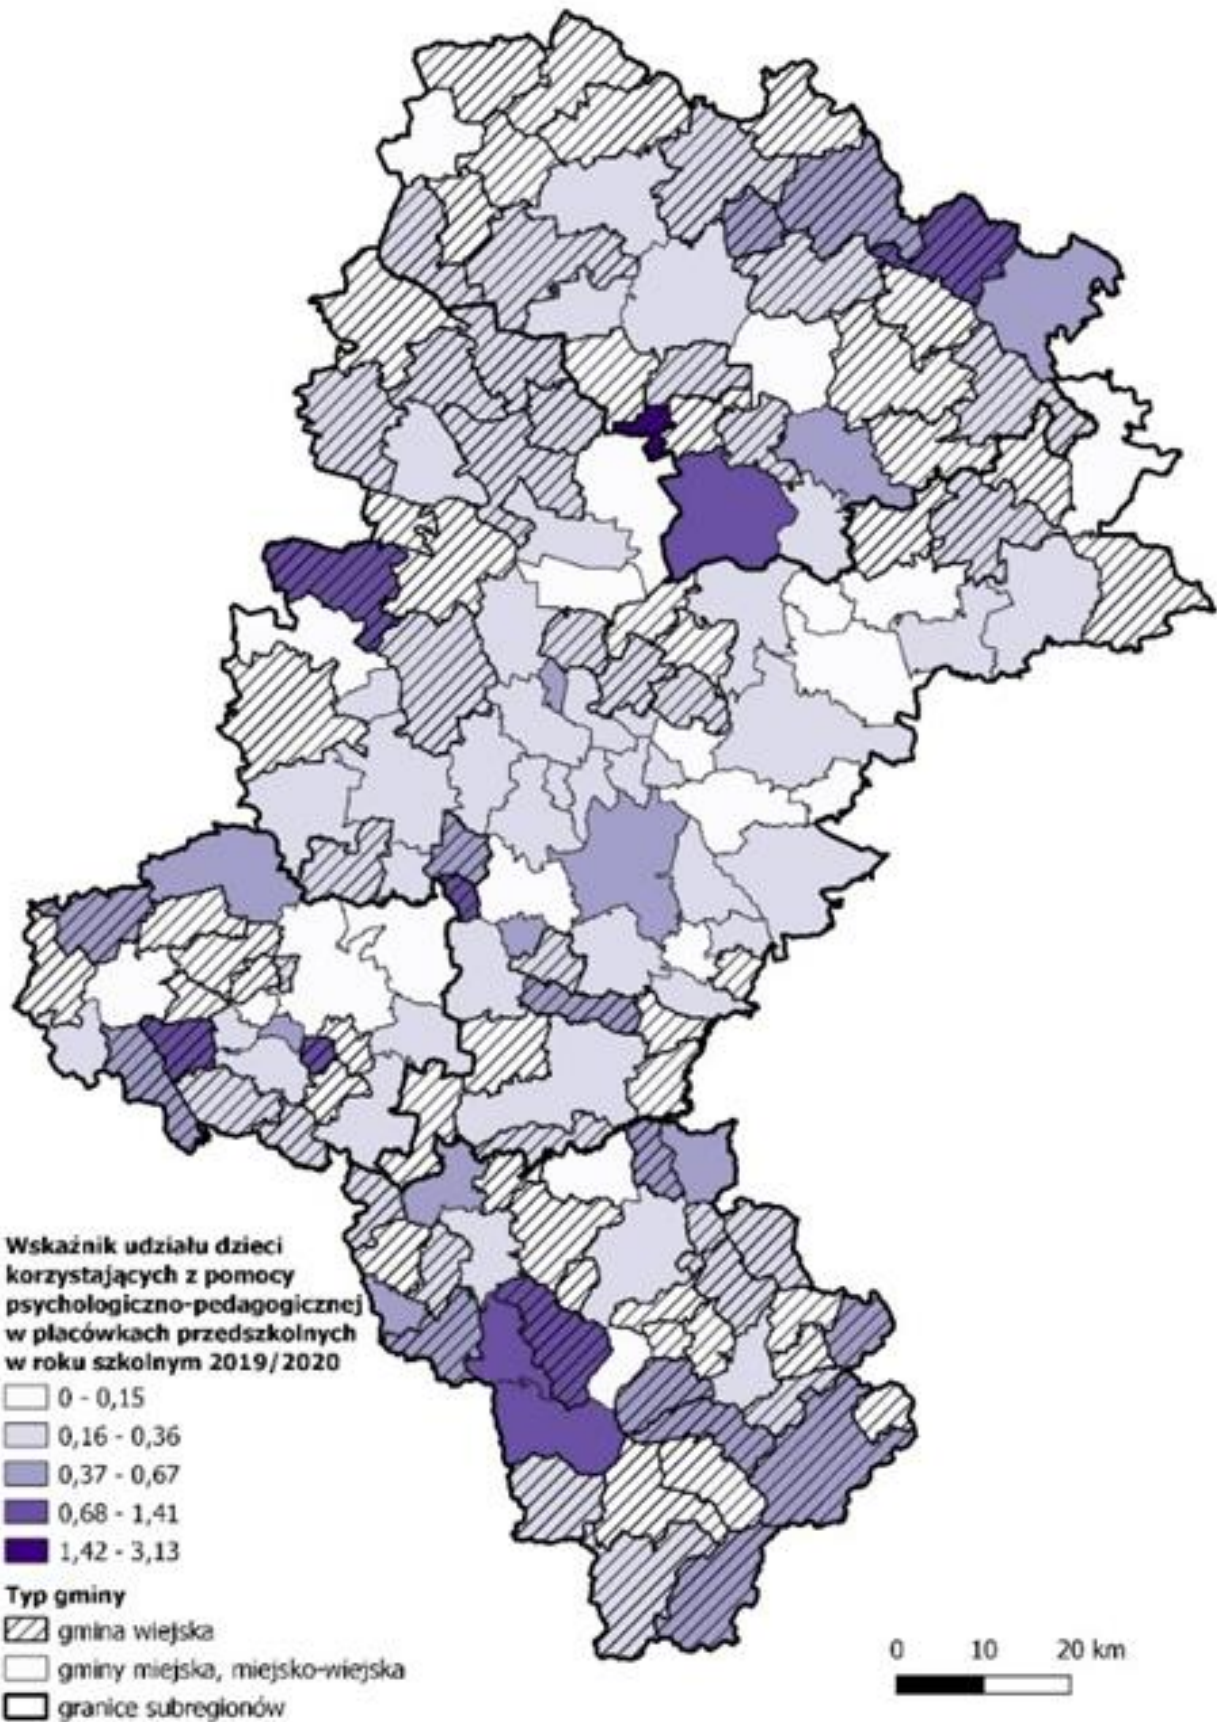 Wskaźnik udziału dzieci
korzystających z pomocy
psychologiczno-pedagogicznej
w placówkach przedszkolnych
w roku szkolnym 2019/2020
0 - 0,15
0,16 - 0,36
0,37 - 0,67
0,68 - 1,41
1,42 - 3,13
Typ gminy
gmina wiejska
gminy miejska, miejsko-wiejska
granice subregionów
0 10 20 km